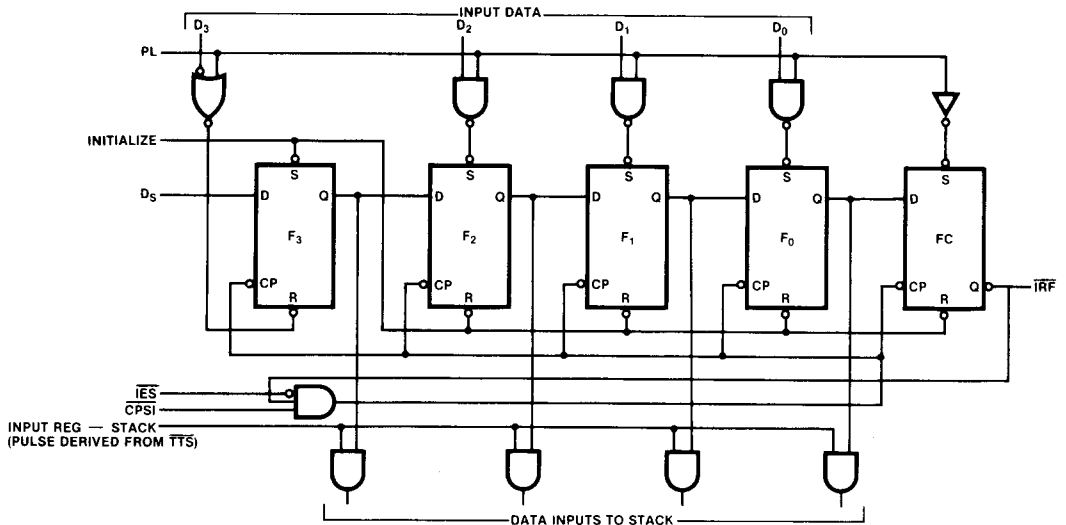 INPUT DATA
D3 D2 D1 D0
PL
INITIALIZE
S S S S S
DS D Q D Q D Q D Q D
F3 F2 F1 F0 FC
CP CP CP CP CP Q IRF
R R R R R
IES
CPSI
INPUT REG — STACK
(PULSE DERIVED FROM TTS)
DATA INPUTS TO STACK